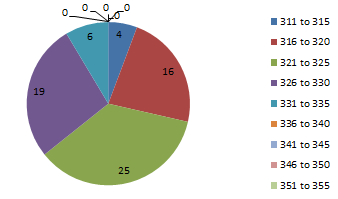 0 0 0 0 0
4
6
16
19
25
311 to 315
316 to 320
321 to 325
326 to 330
331 to 335
336 to 340
341 to 345
346 to 350
351 to 355